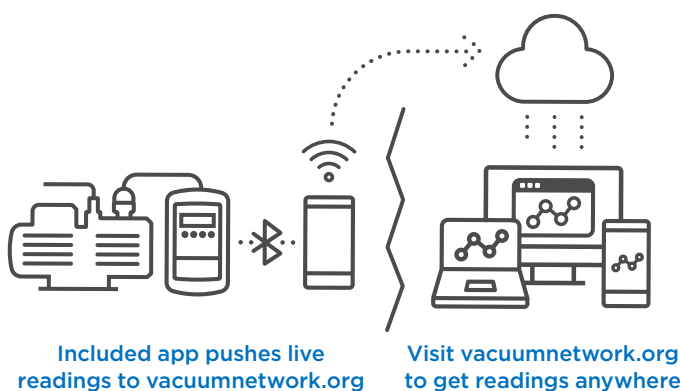 Included app pushes live
readings to vacuumnetwork.org
Visit vacuumnetwork.org
to get readings anywhere